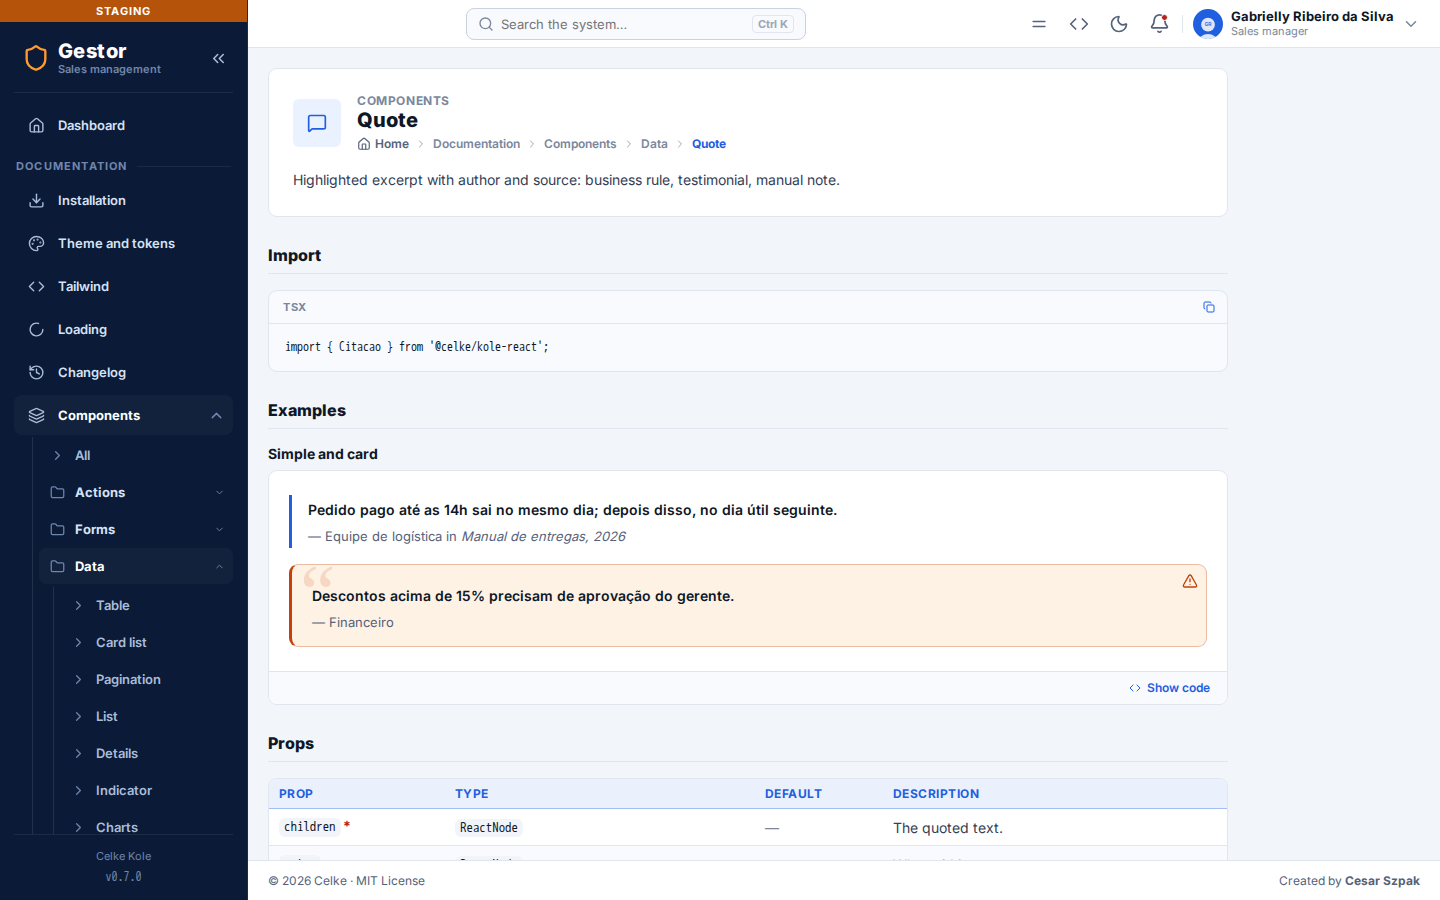 STAGING
Gestor
Sales management
Dashboard
DOCUMENTATION
Installation
Theme and tokens
Tailwind
Loading
Changelog
Components
All
Actions
Forms
Data
Table
Card list
Pagination
List
Details
Indicator
Charts
Celke Kole
v0.7.0
Search the system...
Ctrl K
GR
Gabrielly Ribeiro da Silva
Sales manager
COMPONENTS
Quote
Home
Documentation
Components
Data
Quote
Highlighted excerpt with author and source: business rule, testimonial, manual note.
Import
TSX
import { Citacao } from '@celke/kole-react';
Examples
Simple and card
Pedido pago até as 14h sai no mesmo dia; depois disso, no dia útil seguinte.
— Equipe de logística in Manual de entregas, 2026
“
Descontos acima de 15% precisam de aprovação do gerente.
— Financeiro
Show code
Props
PROP TYPE DEFAULT DESCRIPTION
children * ReactNode — The quoted text.
© 2026 Celke · MIT License
Created by Cesar Szpak